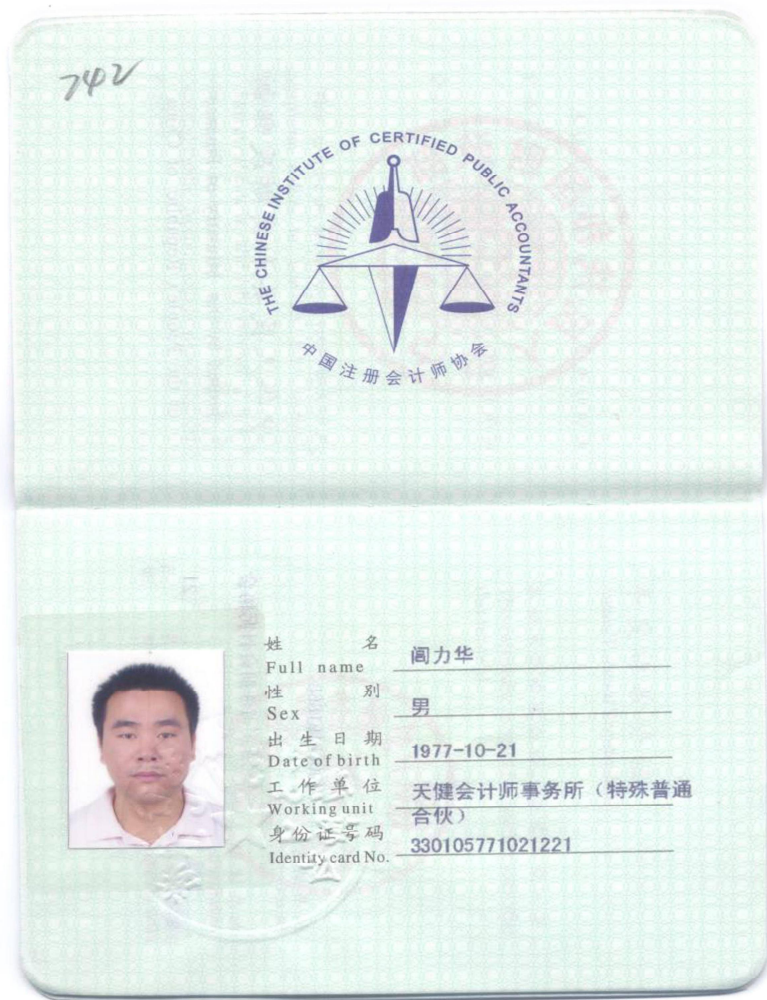 742
THE CHINESE INSTITUTE OF CERTIFIED PUBLIC ACCOUNTANTS
中国注册会计师协会
姓名 闾力华
Full name
性别 男
Sex
出生日期 1977-10-21
Date of birth
工作单位 天健会计师事务所（特殊普通
Working unit 合伙）
身份证号码 330105771021221
Identity card No.